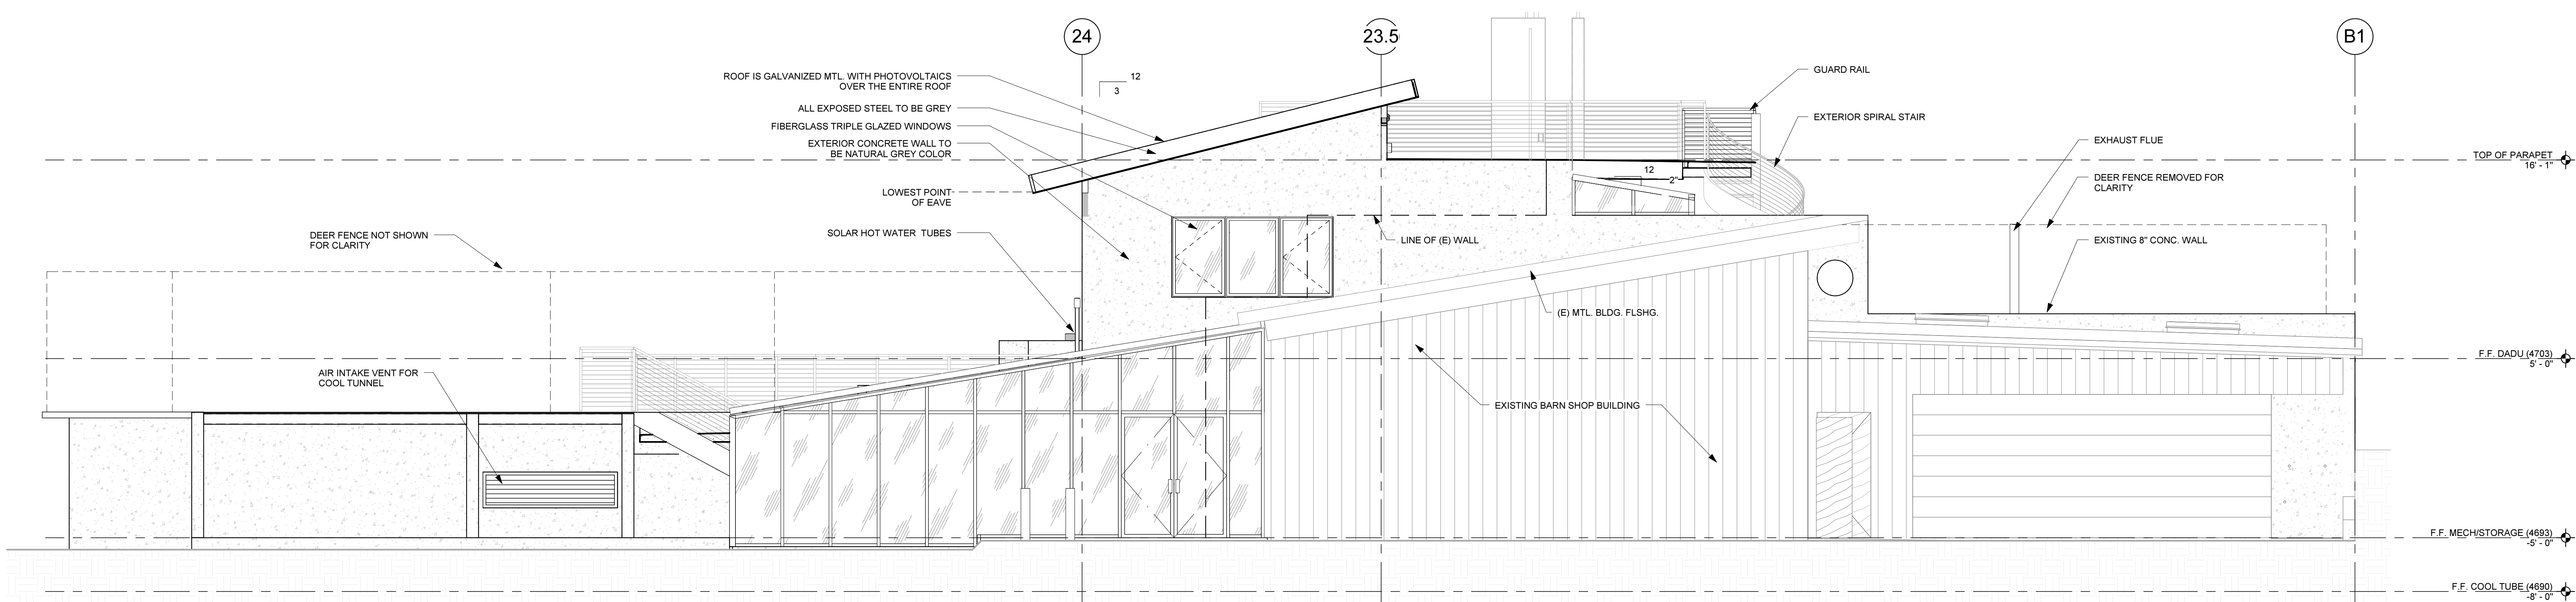 24
23.5
B1
ROOF IS GALVANIZED MTL. WITH PHOTOVOLTAICS
OVER THE ENTIRE ROOF
12
3
ALL EXPOSED STEEL TO BE GREY
FIBERGLASS TRIPLE GLAZED WINDOWS
EXTERIOR CONCRETE WALL TO
BE NATURAL GREY COLOR
LOWEST POINT
OF EAVE
SOLAR HOT WATER TUBES
DEER FENCE NOT SHOWN
FOR CLARITY
AIR INTAKE VENT FOR
COOL TUNNEL
GUARD RAIL
EXTERIOR SPIRAL STAIR
12
2"
LINE OF (E) WALL
(E) MTL. BLDG. FLSHG.
EXISTING BARN SHOP BUILDING
EXHAUST FLUE
DEER FENCE REMOVED FOR
CLARITY
EXISTING 8" CONC. WALL
TOP OF PARAPET
16' - 1"
F.F. DADU (4703)
5' - 0"
F.F. MECH/STORAGE (4693)
-5' - 0"
F.F. COOL TUBE (4690)
-8' - 0"